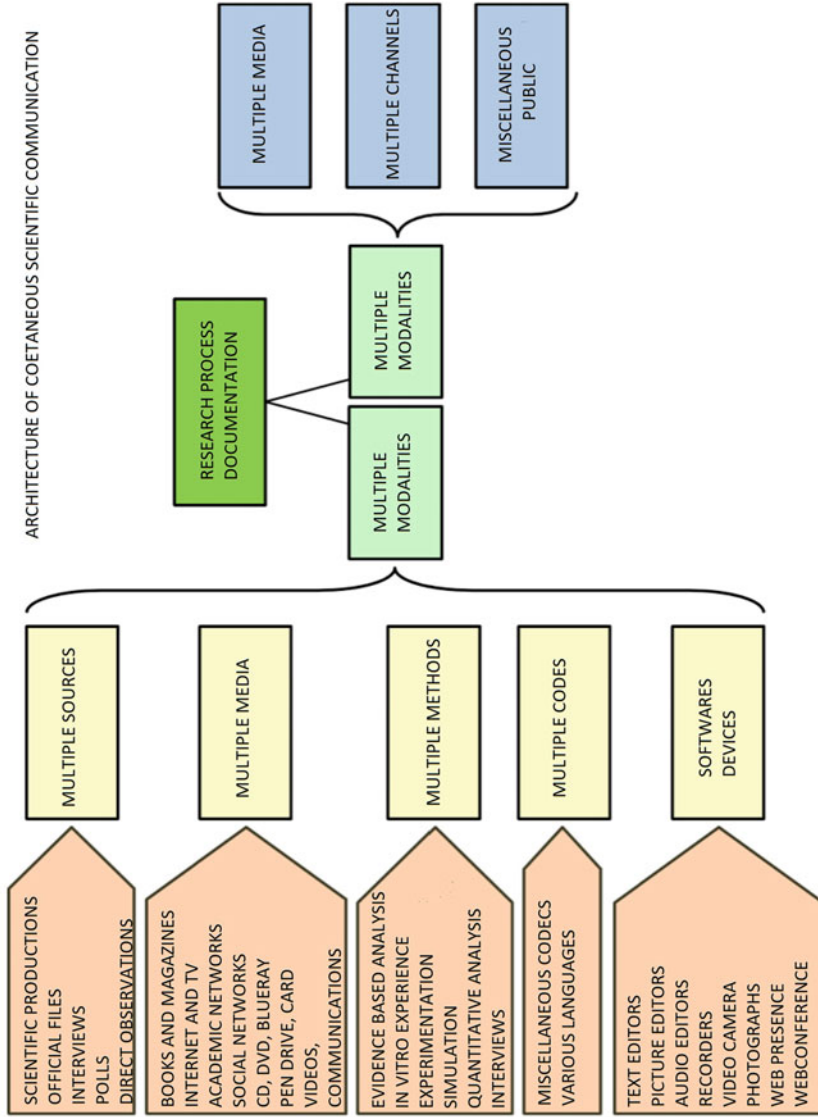 ARCHITECTURE OF COETANEOUS SCIENTIFIC COMMUNICATION
SCIENTIFIC PRODUCTIONS
OFFICIAL FILES
INTERVIEWS
POLLS
DIRECT OBSERVATIONS
MULTIPLE SOURCES
BOOKS AND MAGAZINES
INTERNET AND TV
ACADEMIC NETWORKS
SOCIAL NETWORKS
CD, DVD, BLUERAY
PEN DRIVE, CARD
VIDEOS,
COMMUNICATIONS
MULTIPLE MEDIA
EVIDENCE BASED ANALYSIS
IN VITRO EXPERIENCE
EXPERIMENTATION
SIMULATION
QUANTITATIVE ANALYSIS
INTERVIEWS
MULTIPLE METHODS
MISCELLANEOUS CODECS
VARIOUS LANGUAGES
MULTIPLE CODES
TEXT EDITORS
PICTURE EDITORS
AUDIO EDITORS
RECORDERS
VIDEO CAMERA
PHOTOGRAPHS
WEB PRESENCE
WEBCONFERENCE
SOFTWARES
DEVICES
RESEARCH PROCESS
DOCUMENTATION
MULTIPLE
MODALITIES
MULTIPLE
MODALITIES
MULTIPLE MEDIA
MULTIPLE CHANNELS
MISCELLANEOUS
PUBLIC